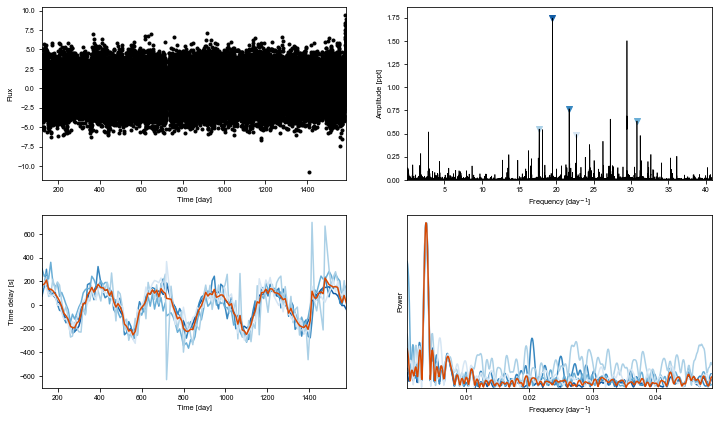 10.0
7.5
5.0
2.5
0.0
−2.5
−5.0
−7.5
−10.0
Flux
200 400 600 800 1000 1200 1400
Time [day]
1.75
1.50
1.25
1.00
0.75
0.50
0.25
0.00
Amplitude [ppt]
5 10 15 20 25 30 35 40
Frequency [day⁻¹]
600
400
200
0
−200
−400
−600
Time delay [s]
200 400 600 800 1000 1200 1400
Time [day]
Power
0.01 0.02 0.03 0.04
Frequency [day⁻¹]